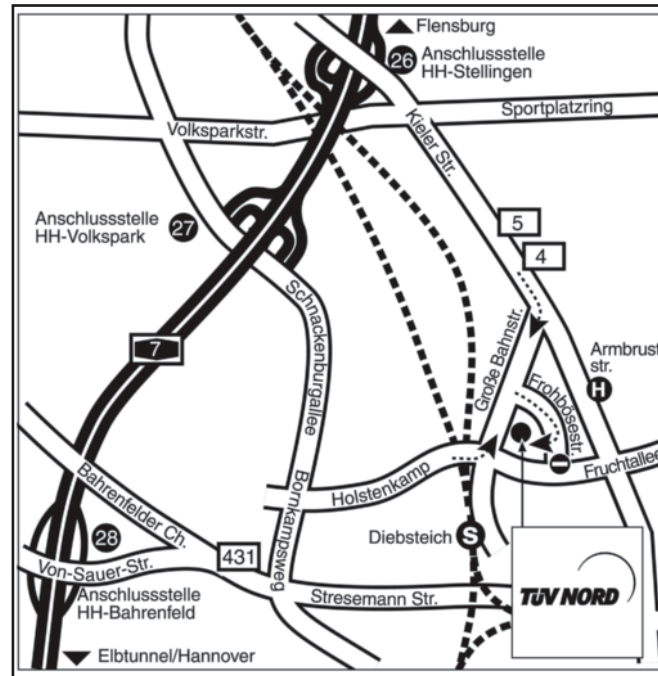 Flensburg
26
Anschlussstelle
HH-Stellingen
Sportplatzring
Volksparkstr.
Kieler Str.
Anschlussstelle
HH-Volkspark
27
5
4
Schnackenburgallee
7
Große Bahnstr.
Armbrust
str.
H
Frohbösestr.
Bahrenfelder Ch.
Holstenkamp
Fruchtallee
Bornkampsweg
Diebsteich
S
28
431
Von-Sauer-Str.
Anschlussstelle
HH-Bahrenfeld
Stresemann Str.
TÜV NORD
Elbtunnel/Hannover